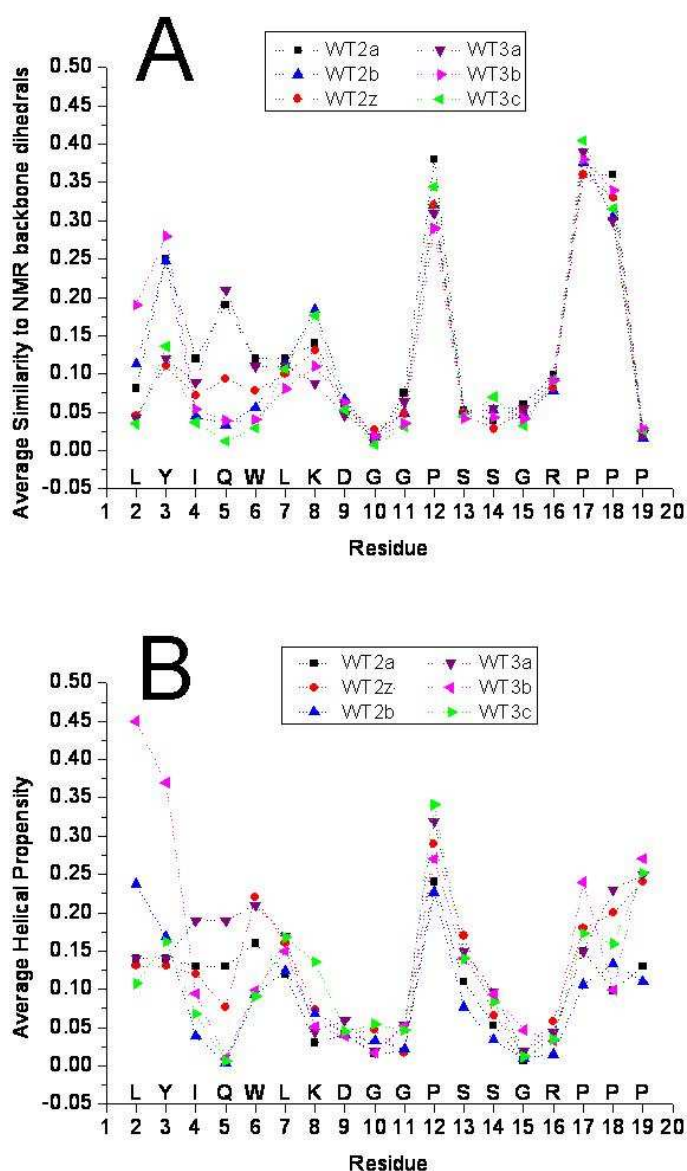 A
WT2a WT3a
WT2b WT3b
WT2z WT3c
Average Similarity to NMR backbone dihedrals
0.50
0.45
0.40
0.35
0.30
0.25
0.20
0.15
0.10
0.05
0.00
-0.05
L Y I Q W L K D G G P S S G R P P P
1 2 3 4 5 6 7 8 9 10 11 12 13 14 15 16 17 18 19 20
Residue
B
WT2a WT3a
WT2z WT3b
WT2b WT3c
Average Helical Propensity
0.50
0.45
0.40
0.35
0.30
0.25
0.20
0.15
0.10
0.05
0.00
-0.05
L Y I Q W L K D G G P S S G R P P P
1 2 3 4 5 6 7 8 9 10 11 12 13 14 15 16 17 18 19 20
Residue